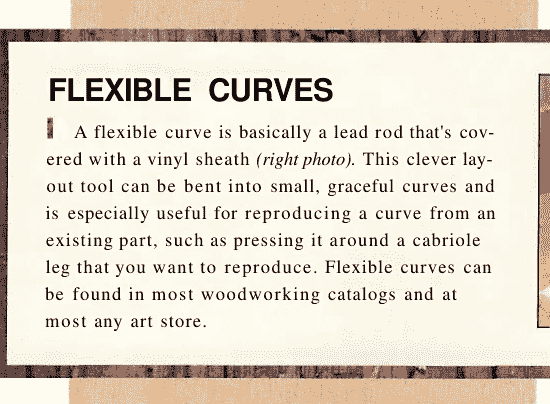 FLEXIBLE CURVES
A flexible curve is basically a lead rod that's cov-
ered with a vinyl sheath (right photo). This clever lay-
out tool can be bent into small, graceful curves and
is especially useful for reproducing a curve from an
existing part, such as pressing it around a cabriole
leg that you want to reproduce. Flexible curves can
be found in most woodworking catalogs and at
most any art store.